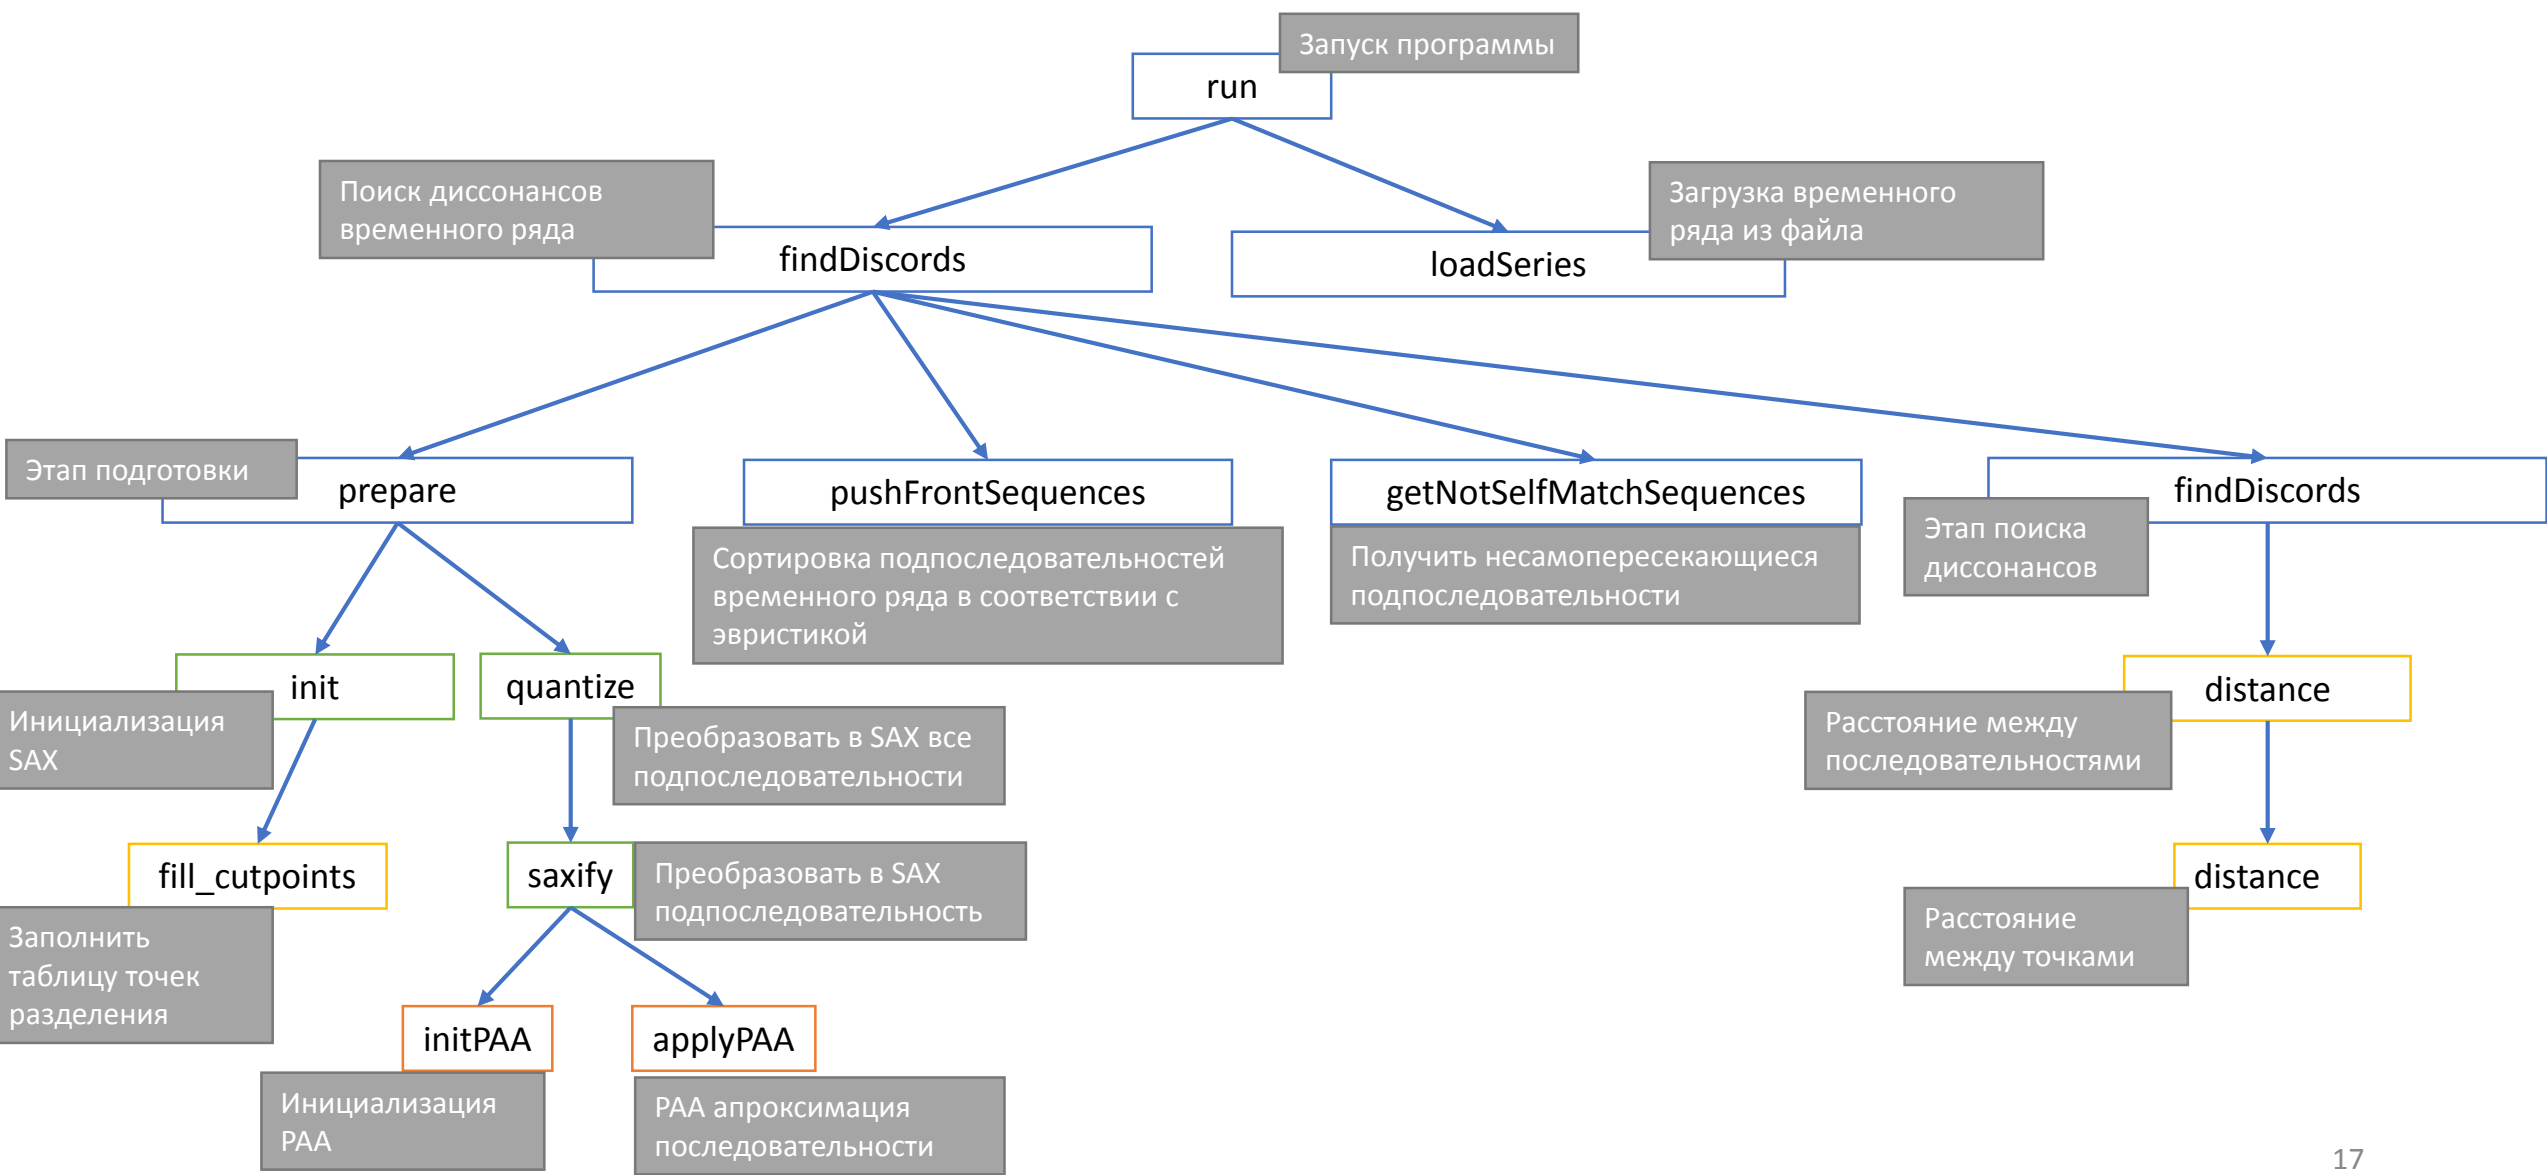 Запуск программы
run
Поиск диссонансов
временного ряда
findDiscords
Загрузка временного
ряда из файла
loadSeries
Этап подготовки
prepare
pushFrontSequences
Сортировка подпоследовательностей
временного ряда в соответствии с
эвристикой
getNotSelfMatchSequences
Получить несамопересекающиеся
подпоследовательности
findDiscords
Этап поиска
диссонансов
init
Инициализация
SAX
quantize
Преобразовать в SAX все
подпоследовательности
distance
Расстояние между
последовательностями
fill_cutpoints
Заполнить
таблицу точек
разделения
saxify
Преобразовать в SAX
подпоследовательность
distance
Расстояние
между точками
initPAA
Инициализация
PAA
applyPAA
PAA апроксимация
последовательности
17